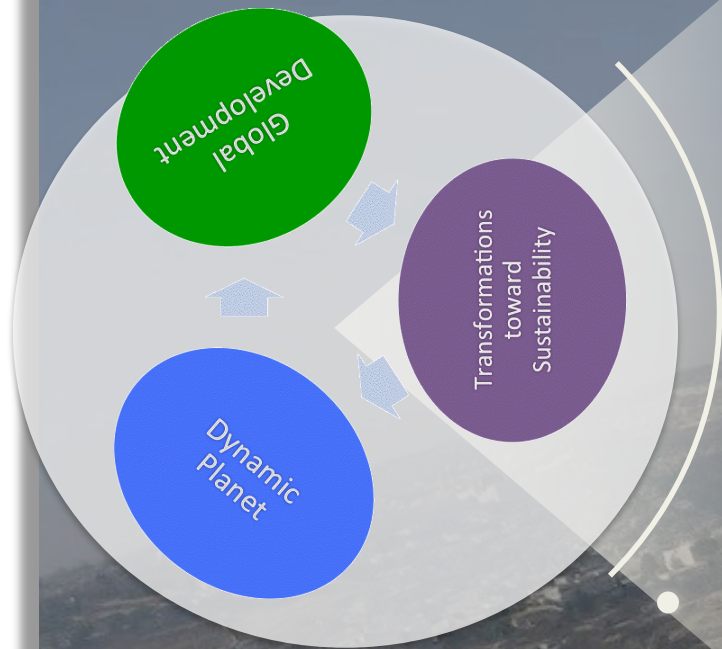 Global
Development
Transformations
toward
Sustainability
Dynamic
Planet